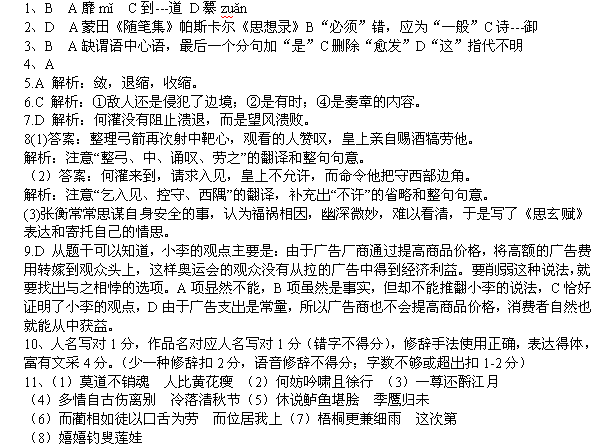 1、B　A 靡 mǐ　C 到---道　D 纂 zuǎn
2、D　A 蒙田《随笔集》帕斯卡尔《思想录》B“必须”错，应为“一般”C 诗---御
3、B　A 缺谓语中心语，最后一个分句加“是”C 删除“愈发”D“这”指代不明
4、A
5.A 解析：敛，退缩，收缩。
6.C 解析：①敌人还是侵犯了边境；②是有时；④是奏章的内容。
7.D 解析：何灌没有阻止溃退，而是望风溃败。
8(1)答案：整理弓箭再次射中靶心，观看的人赞叹，皇上亲自赐酒犒劳他。
解析：注意“整弓、中、诵叹、劳之”的翻译和整句句意。
（2）答案：何灌来到，请求入见，皇上不允许，而命令他把守西部边角。
解析：注意“乞入见、控守、西隅”的翻译，补充出“不许”的省略和整句句意。
(3)张衡常常思谋自身安全的事，认为福祸相因，幽深微妙，难以看清，于是写了《思玄赋》
表达和寄托自己的情思。
9.D 从题干可以知道，小李的观点主要是：由于广告厂商通过提高商品价格，将高额的广告费
用转嫁到观众头上，这样奥运会的观众没有从拉的广告中得到经济利益。要削弱这种说法，就
要找出与之相悖的选项。A 项显然不能，B 项虽然是事实，但却不能推翻小李的说法，C 恰好
证明了小李的观点，D 由于广告支出是常量，所以广告商也不会提高商品价格，消费者自然也
就能从中获益。
10、人名写对 1 分，作品名对应人名写对 1 分（错字不得分），修辞手法使用正确，表达得体，
富有文采 4 分。（少一种修辞扣 2 分，语音修辞不得分；字数不够或超出扣 1-2 分）
11、（1）莫道不销魂　人比黄花瘦　（2）何妨吟啸且徐行　（3）一尊还酹江月
（4）多情自古伤离别　冷落清秋节（5）休说鲈鱼堪脍　季鹰归未
（6）而蔺相如徒以口舌为劳　而位居我上（7）梧桐更兼细雨　这次第
（8）嬉嬉钓叟莲娃